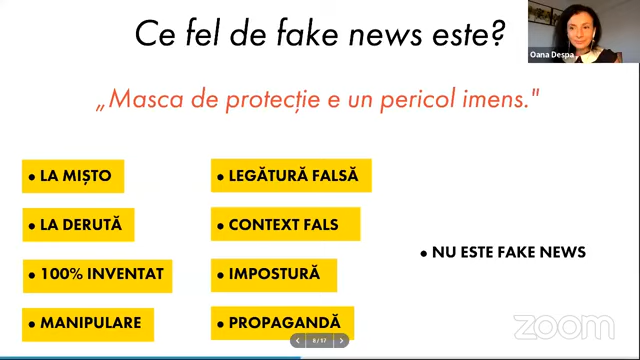 Ce fel de fake news este?
Oana Despa
„Masca de protecție e un pericol imens."
• LA MIȘTO
• LEGĂTURĂ FALSĂ
• LA DERUTĂ
• CONTEXT FALS
• NU ESTE FAKE NEWS
• 100% INVENTAT
• IMPOSTURĂ
• MANIPULARE
• PROPAGANDĂ
8 / 17
zoom